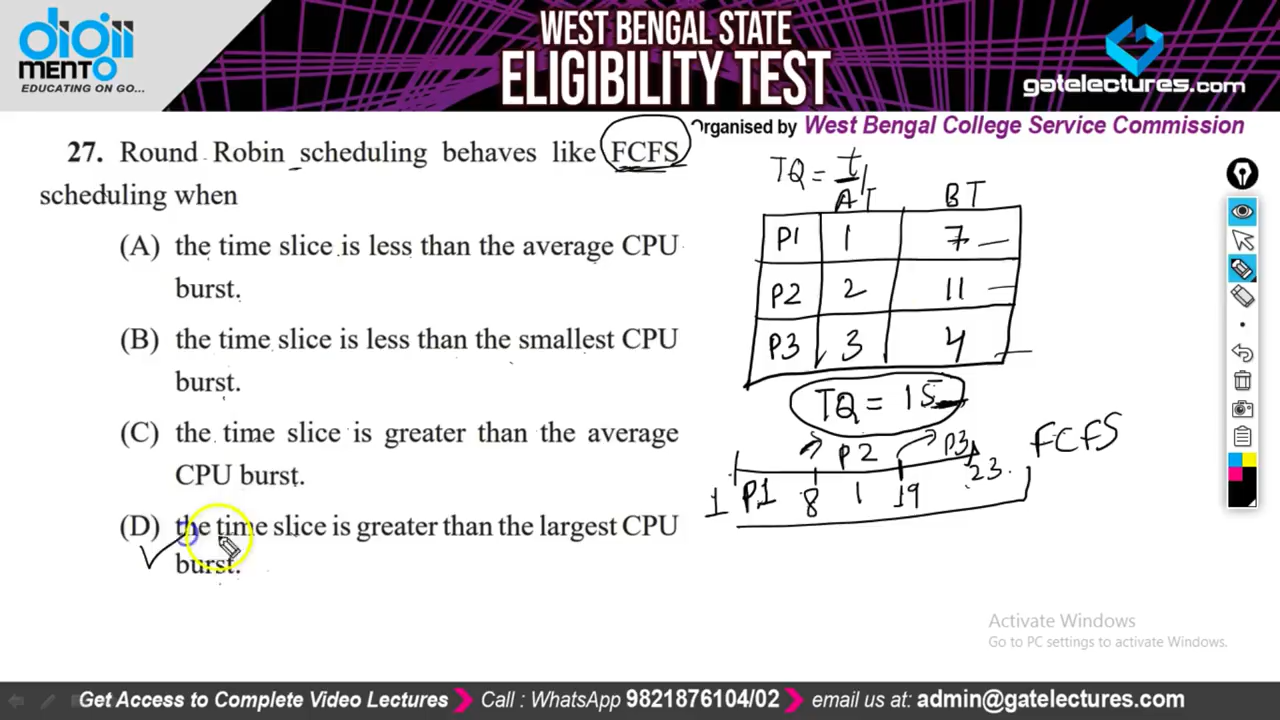 digii
MENTO
EDUCATING ON GO...
WEST BENGAL STATE
ELIGIBILITY TEST
gatelectures.com
Organised by West Bengal College Service Commission
27. Round Robin scheduling behaves like FCFS
scheduling when
(A) the time slice is less than the average CPU
burst.
(B) the time slice is less than the smallest CPU
burst.
(C) the time slice is greater than the average
CPU burst.
(D) the time slice is greater than the largest CPU
burst.
TQ = t
AT BT
P1 1 7
P2 2 11
P3 3 4
TQ = 15
P2 P3 FCFS
1 P1 8 1 19 23.
Activate Windows
Go to PC settings to activate Windows.
Get Access to Complete Video Lectures Call : WhatsApp 9821876104/02 email us at: admin@gatelectures.com